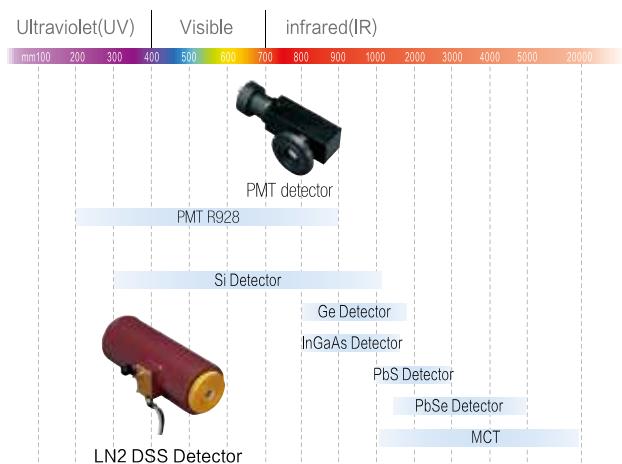 Ultraviolet(UV) Visible infrared(IR)
mm100 200 300 400 500 600 700 800 900 1000 2000 3000 4000 5000 20000
PMT detector
PMT R928
Si Detector
Ge Detector
InGaAs Detector
PbS Detector
PbSe Detector
MCT
LN2 DSS Detector